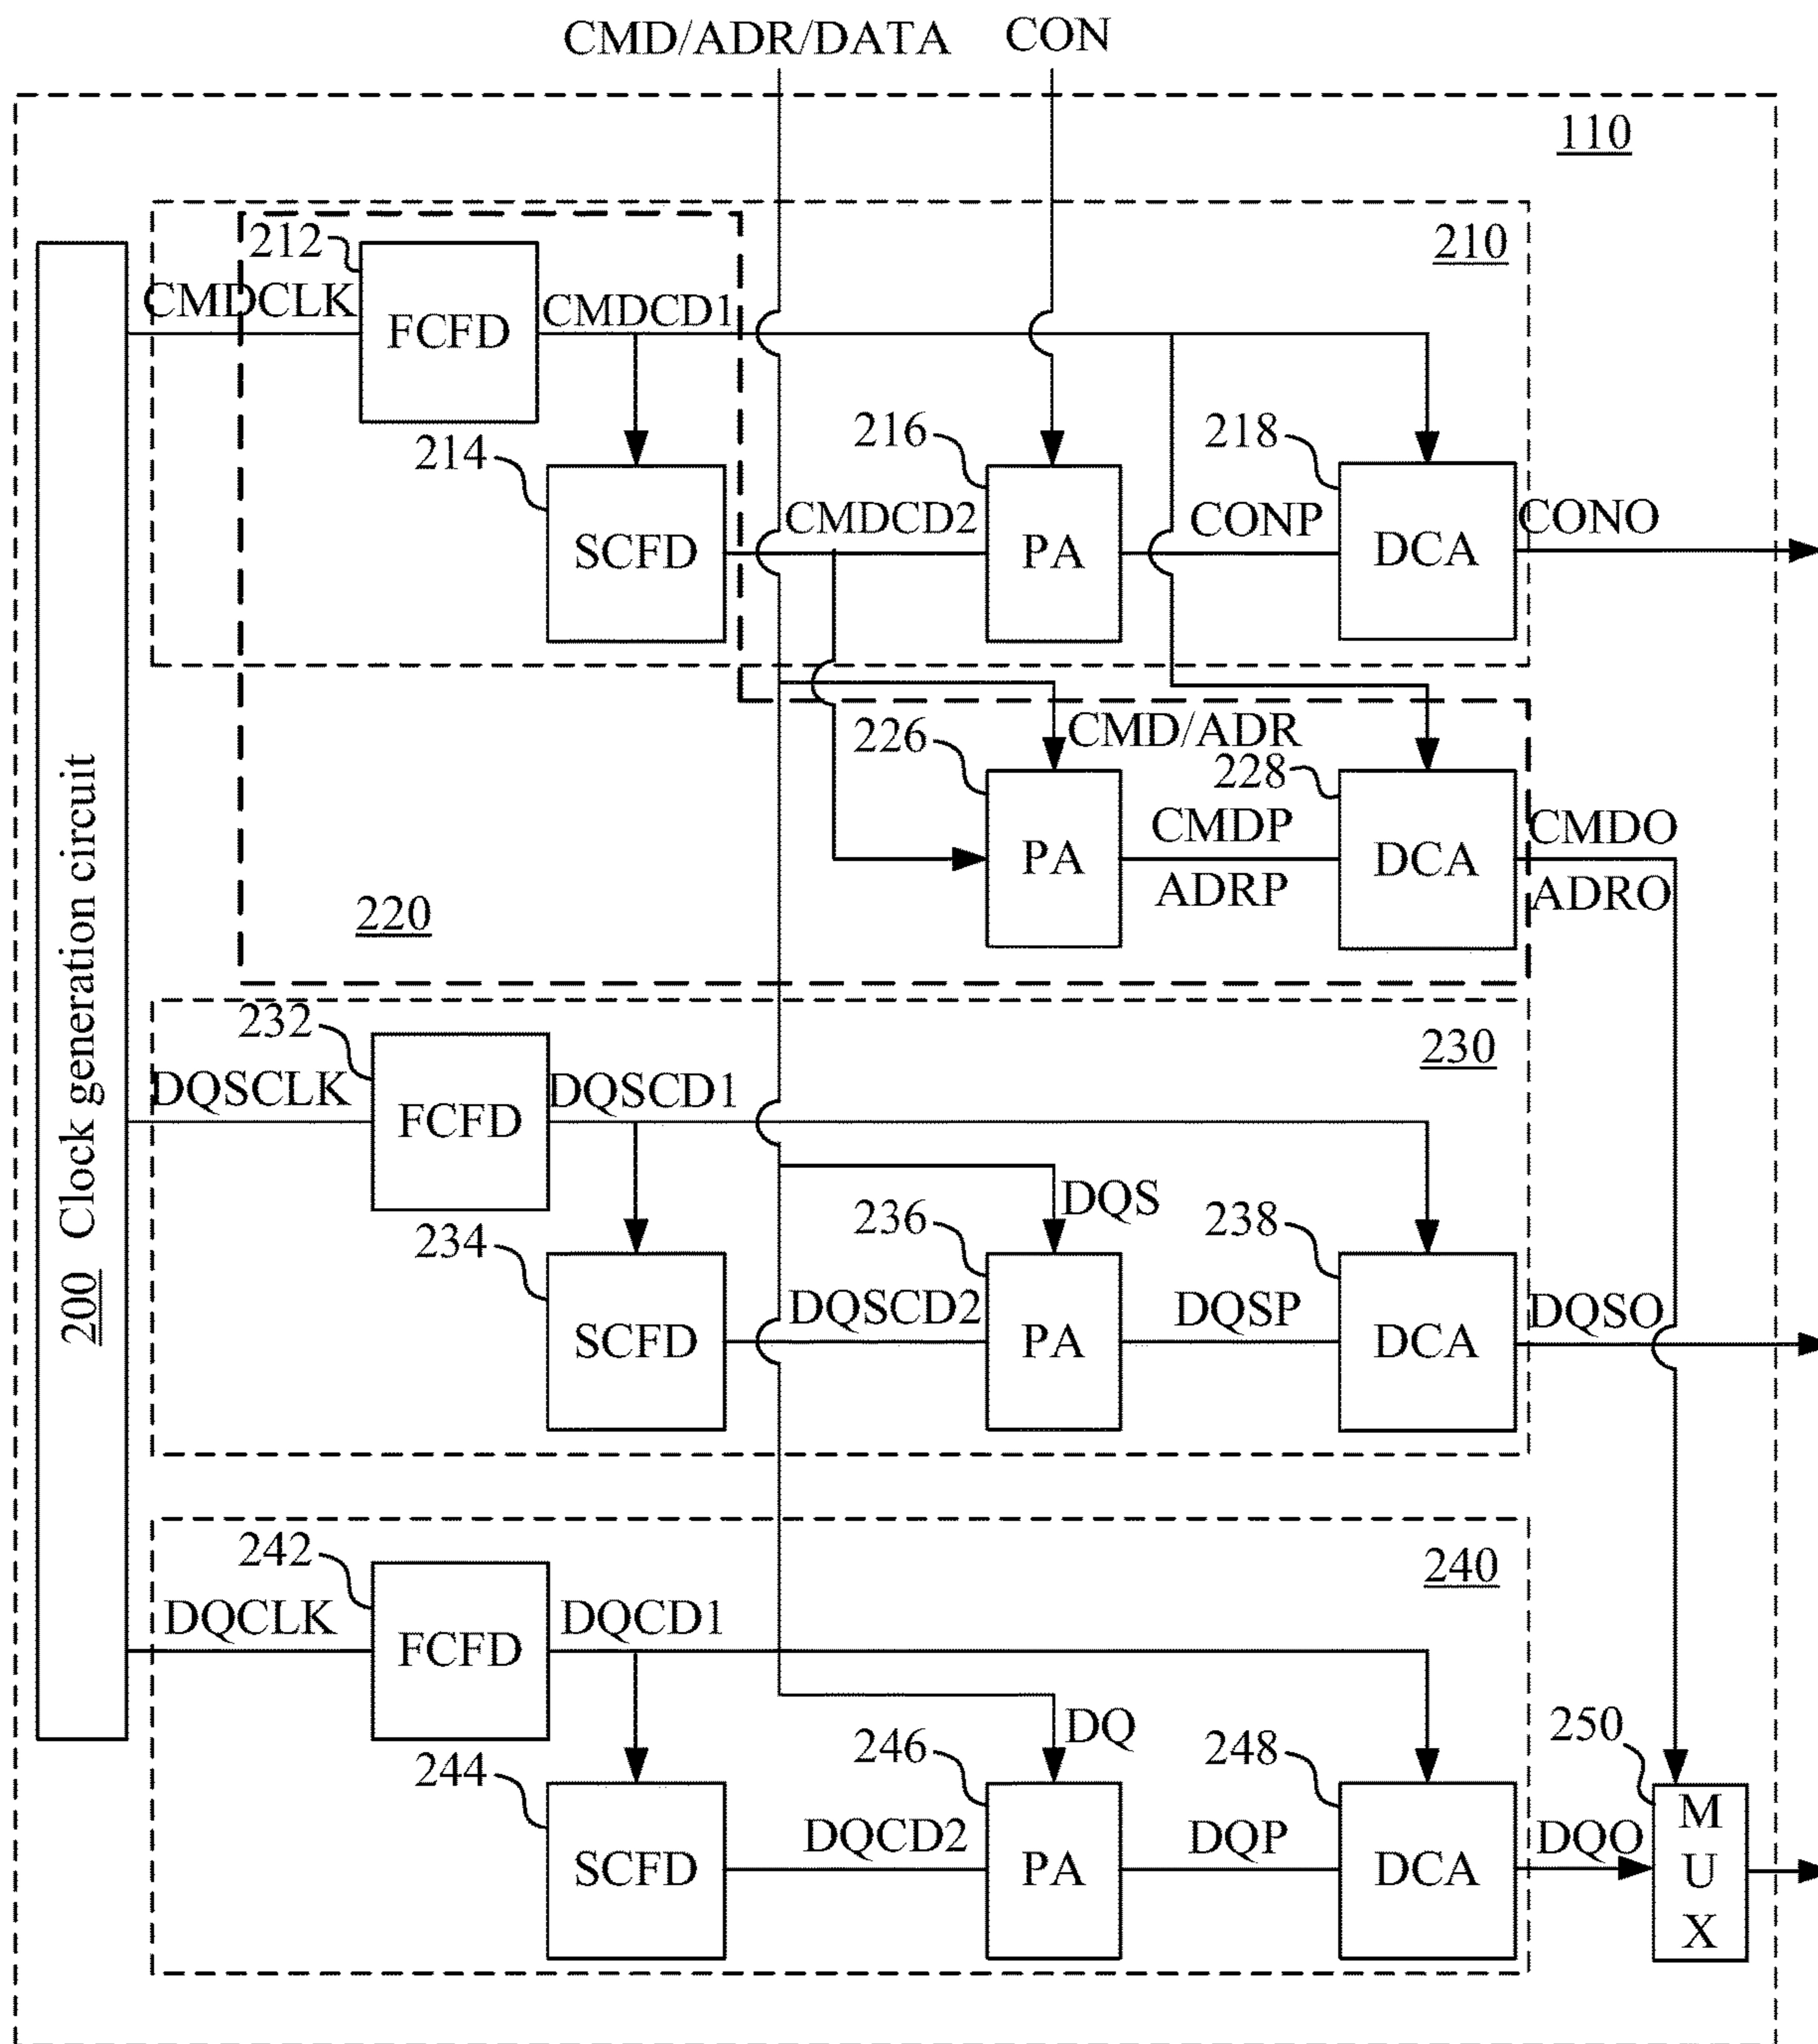 CMD/ADR/DATA
CON
110
210
212
CMDCLK
FCFD
CMDCD1
214
SCFD
CMDCD2
216
PA
CONP
218
DCA
CONO
220
226
CMD/ADR
PA
CMDP
ADRP
228
DCA
CMDO
ADRO
200 Clock generation circuit
230
232
DQSCLK
FCFD
DQSCD1
DQS
234
SCFD
DQSCD2
236
PA
DQSP
238
DCA
DQSO
240
242
DQCLK
FCFD
DQCD1
DQ
244
SCFD
DQCD2
246
PA
DQP
248
DCA
DQO
250
M
U
X